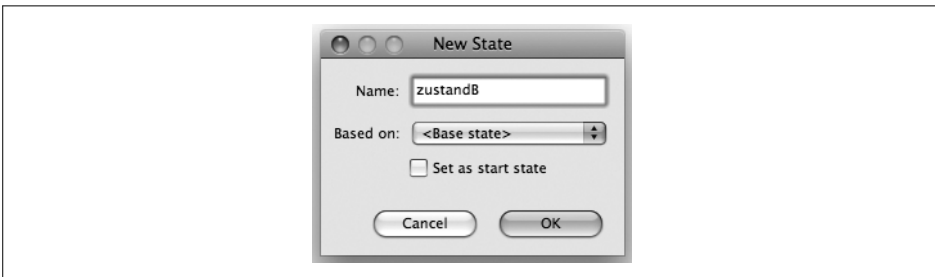 New State
Name: zustandB
Based on: <Base state>
Set as start state
Cancel OK